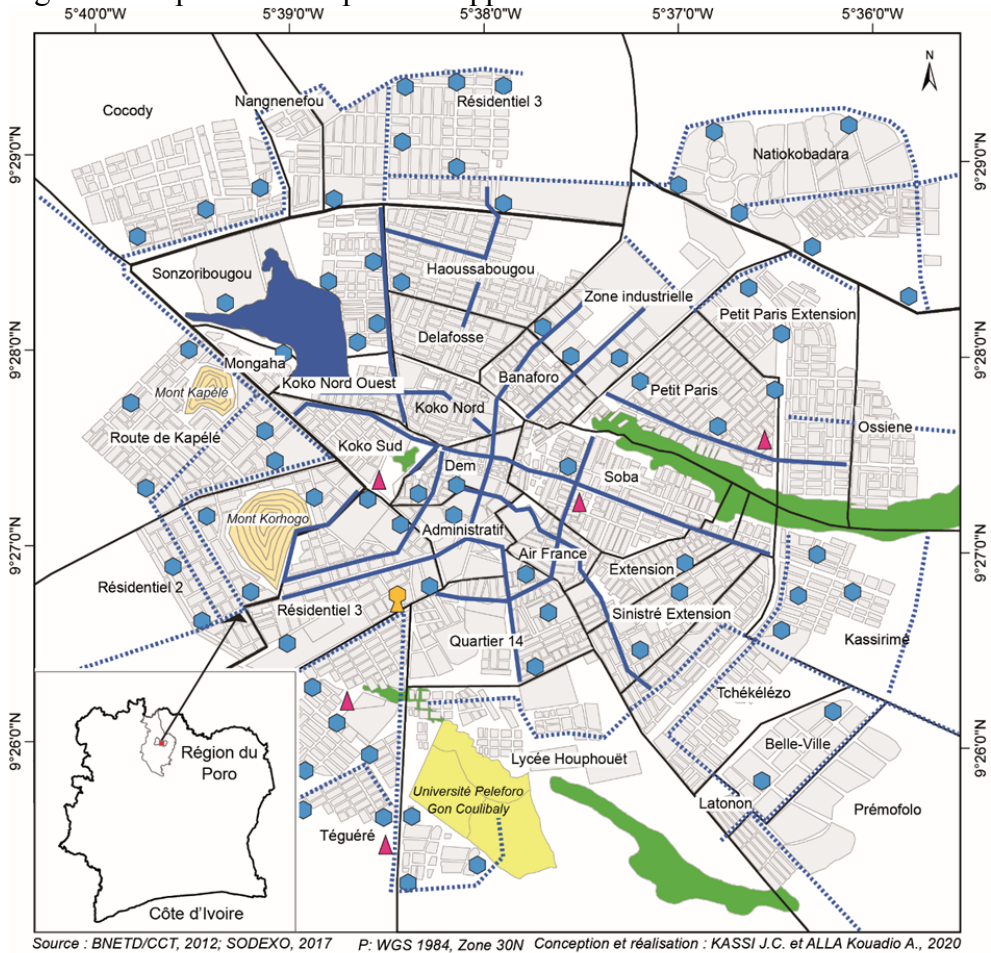 5°40'0"W
5°39'0"W
5°38'0"W
5°37'0"W
5°36'0"W
N
Cocody
Nangnenefou
Résidentiel 3
Natiokobadara
9°29'0"N
9°29'0"N
Sonzoribougou
Haoussabougou
Zone industrielle
Petit Paris Extension
Delafosse
9°28'0"N
9°28'0"N
Mongaha
Koko Nord Ouest
Banaforo
Petit Paris
Mont Kapélé
Koko Nord
Ossiene
Route de Kapélé
Koko Sud
Dem
Soba
Mont Korhogo
Administratif
9°27'0"N
9°27'0"N
Air France
Extension
Résidentiel 2
Résidentiel 3
Sinistré Extension
Quartier 14
Kassirimé
Tchékélézo
9°26'0"N
9°26'0"N
Région du
Poro
Lycée Houphouët
Belle-Ville
Université Peleforo
Gon Coulibaly
Latonon
Prémofolo
Téguéré
Côte d'Ivoire
Source : BNETD/CCT, 2012; SODEXO, 2017 P: WGS 1984, Zone 30N Conception et réalisation : KASSI J.C. et ALLA Kouadio A., 2020